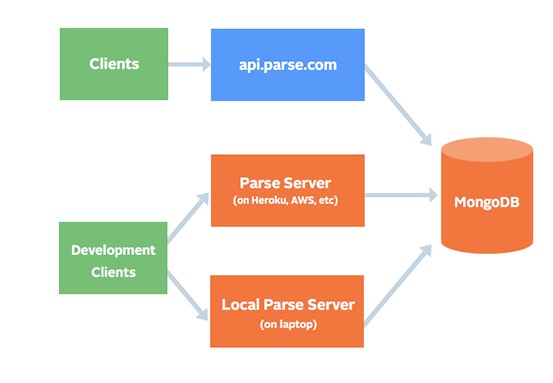 Clients
api.parse.com
Parse Server
(on Heroku, AWS, etc)
MongoDB
Development
Clients
Local Parse Server
(on laptop)